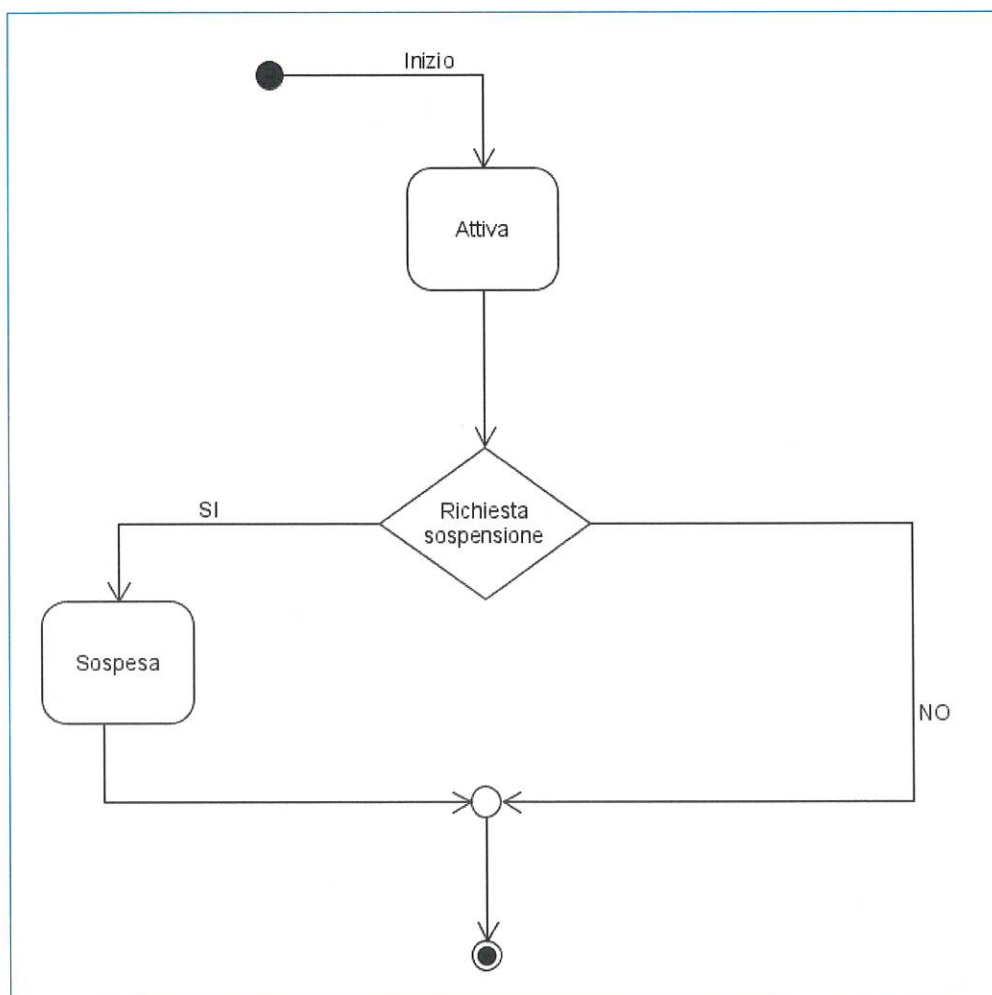 Inizio
Attiva
Richiesta
sospensione
SI
Sospesa
NO